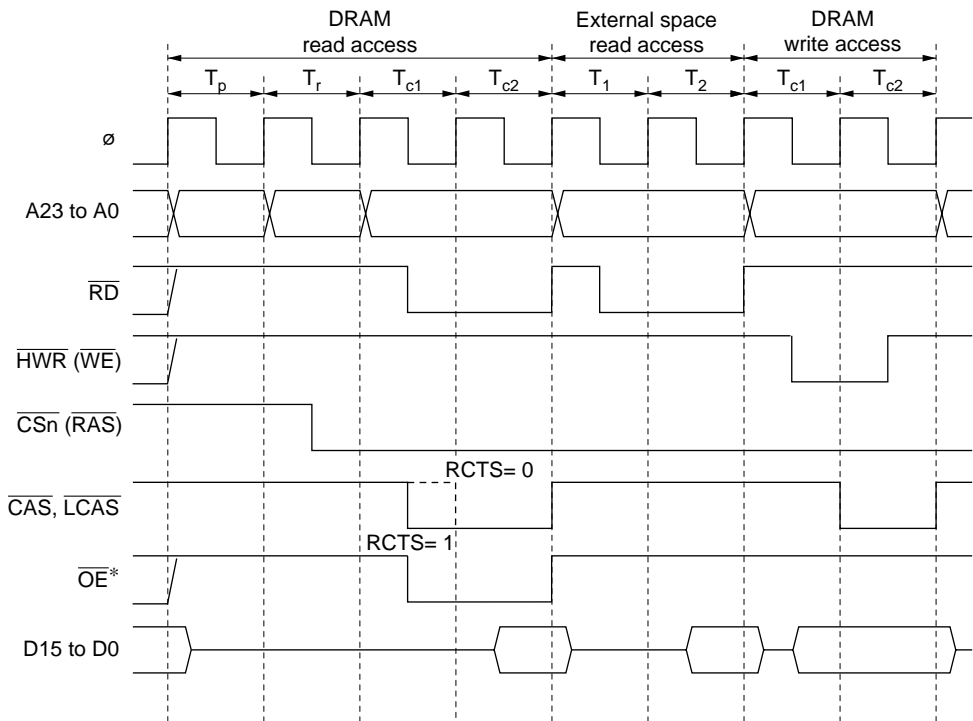 DRAM read access
External space read access
DRAM write access
Tp Tr Tc1 Tc2 T1 T2 Tc1 Tc2
ø
A23 to A0
RD
HWR (WE)
CSn (RAS)
RCTS= 0
CAS, LCAS
RCTS= 1
OE*
D15 to D0